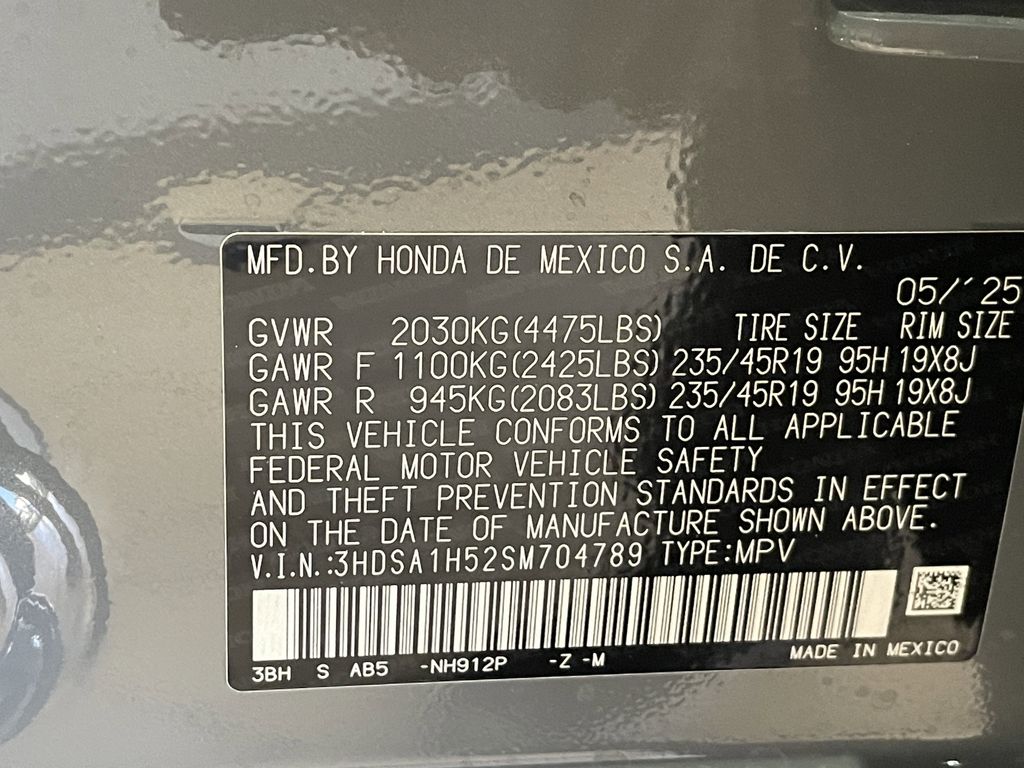 MFD.BY HONDA DE MEXICO S.A. DE C.V.
05/´25
GVWR 2030KG(4475LBS) TIRE SIZE RIM SIZE
GAWR F 1100KG(2425LBS) 235/45R19 95H 19X8J
GAWR R 945KG(2083LBS) 235/45R19 95H 19X8J
THIS VEHICLE CONFORMS TO ALL APPLICABLE
FEDERAL MOTOR VEHICLE SAFETY
AND THEFT PREVENTION STANDARDS IN EFFECT
ON THE DATE OF MANUFACTURE SHOWN ABOVE.
V.I.N.:3HDSA1H52SM704789 TYPE:MPV
3BH S AB5 -NH912P -Z -M MADE IN MEXICO